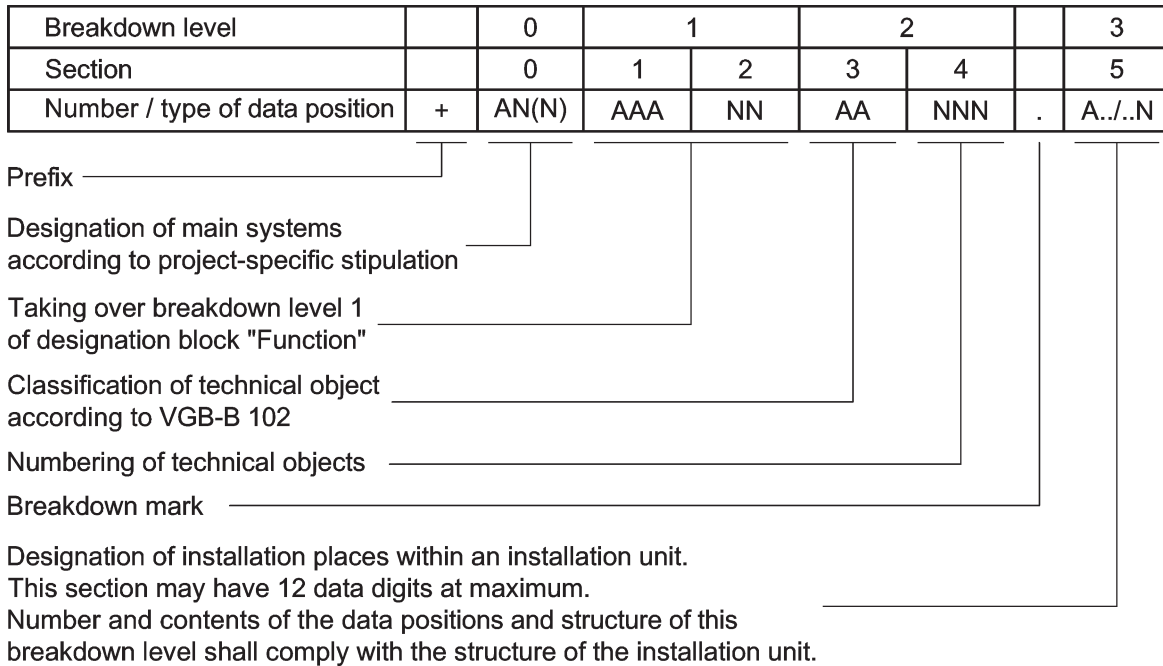 Breakdown level 0 1 2 3
Section 0 1 2 3 4 5
Number / type of data position + AN(N) AAA NN AA NNN . A../..N
Prefix
Designation of main systems
according to project-specific stipulation
Taking over breakdown level 1
of designation block "Function"
Classification of technical object
according to VGB-B 102
Numbering of technical objects
Breakdown mark
Designation of installation places within an installation unit.
This section may have 12 data digits at maximum.
Number and contents of the data positions and structure of this
breakdown level shall comply with the structure of the installation unit.